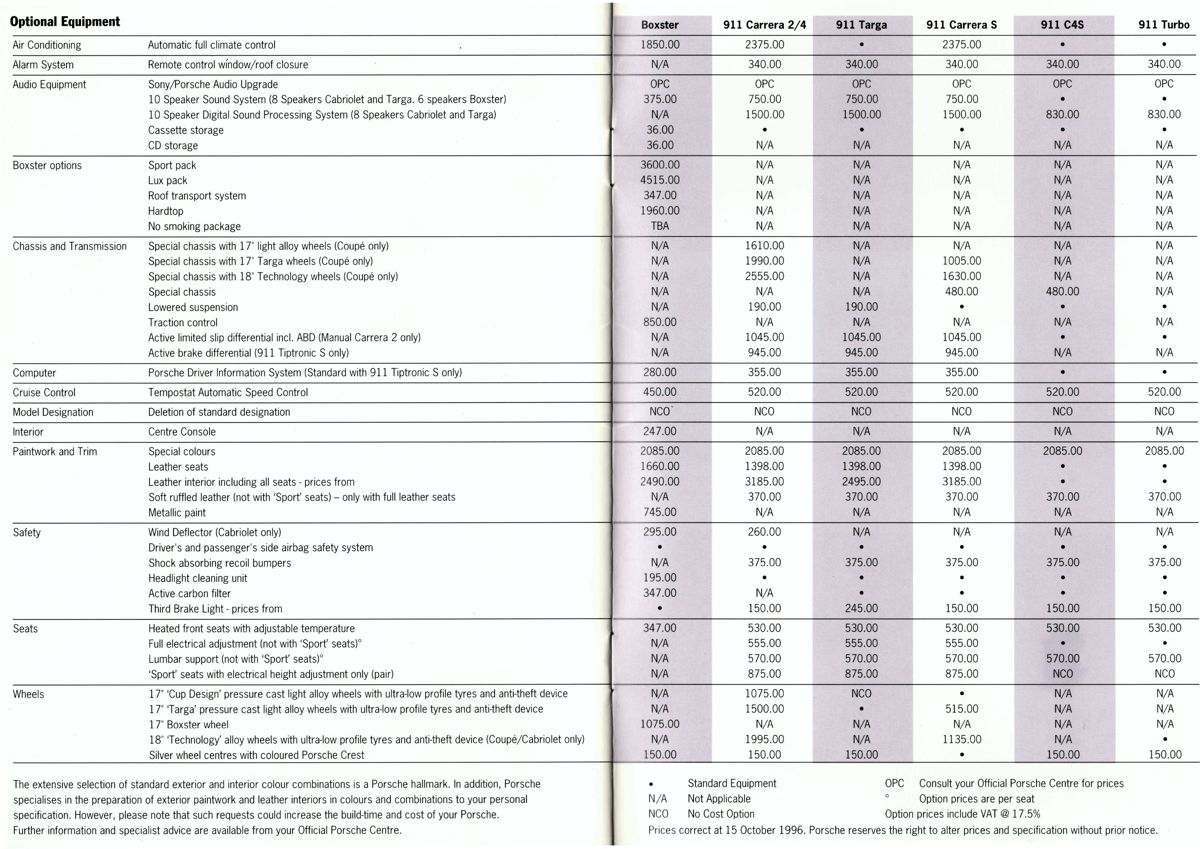 Optional Equipment Boxster 911 Carrera 2/4 911 Targa 911 Carrera S 911 C4S 911 Turbo
Air Conditioning Automatic full climate control 1850.00 2375.00 • 2375.00 • •
Alarm System Remote control window/roof closure N/A 340.00 340.00 340.00 340.00 340.00
Audio Equipment Sony/Porsche Audio Upgrade OPC OPC OPC OPC OPC OPC
10 Speaker Sound System (8 Speakers Cabriolet and Targa. 6 speakers Boxster) 375.00 750.00 750.00 750.00 • •
10 Speaker Digital Sound Processing System (8 Speakers Cabriolet and Targa) N/A 1500.00 1500.00 1500.00 830.00 830.00
Cassette storage 36.00 • • • • •
CD storage 36.00 N/A N/A N/A N/A N/A
Boxster options Sport pack 3600.00 N/A N/A N/A N/A N/A
Lux pack 4515.00 N/A N/A N/A N/A N/A
Roof transport system 347.00 N/A N/A N/A N/A N/A
Hardtop 1960.00 N/A N/A N/A N/A N/A
No smoking package TBA N/A N/A N/A N/A N/A
Chassis and Transmission Special chassis with 17" light alloy wheels (Coupé only) N/A 1610.00 N/A N/A N/A N/A
Special chassis with 17" Targa wheels (Coupé only) N/A 1990.00 N/A 1005.00 N/A N/A
Special chassis with 18" Technology wheels (Coupé only) N/A 2555.00 N/A 1630.00 N/A N/A
Special chassis N/A N/A N/A 480.00 480.00 N/A
Lowered suspension N/A 190.00 190.00 • • •
Traction control 850.00 N/A N/A N/A N/A N/A
Active limited slip differential incl. ABD (Manual Carrera 2 only) N/A 1045.00 1045.00 1045.00 • •
Active brake differential (911 Tiptronic S only) N/A 945.00 945.00 945.00 N/A N/A
Computer Porsche Driver Information System (Standard with 911 Tiptronic S only) 280.00 355.00 355.00 355.00 • •
Cruise Control Tempostat Automatic Speed Control 450.00 520.00 520.00 520.00 520.00 520.00
Model Designation Deletion of standard designation NCO NCO NCO NCO NCO NCO
Interior Centre Console 247.00 N/A N/A N/A N/A N/A
Paintwork and Trim Special colours 2085.00 2085.00 2085.00 2085.00 2085.00 2085.00
Leather seats 1660.00 1398.00 1398.00 1398.00 • •
Leather interior including all seats - prices from 2490.00 3185.00 2495.00 3185.00 • •
Soft ruffled leather (not with 'Sport' seats) – only with full leather seats N/A 370.00 370.00 370.00 370.00 370.00
Metallic paint 745.00 N/A N/A N/A N/A N/A
Safety Wind Deflector (Cabriolet only) 295.00 260.00 N/A N/A N/A N/A
Driver's and passenger's side airbag safety system • • • • • •
Shock absorbing recoil bumpers N/A 375.00 375.00 375.00 375.00 375.00
Headlight cleaning unit 195.00 • • • • •
Active carbon filter 347.00 N/A • • • •
Third Brake Light - prices from • 150.00 245.00 150.00 150.00 150.00
Seats Heated front seats with adjustable temperature 347.00 530.00 530.00 530.00 530.00 530.00
Full electrical adjustment (not with 'Sport' seats)° N/A 555.00 555.00 555.00 • •
Lumbar support (not with 'Sport' seats)° N/A 570.00 570.00 570.00 570.00 570.00
'Sport' seats with electrical height adjustment only (pair) N/A 875.00 875.00 875.00 NCO NCO
Wheels 17" 'Cup Design' pressure cast light alloy wheels with ultra-low profile tyres and anti-theft device N/A 1075.00 NCO • N/A N/A
17" 'Targa' pressure cast light alloy wheels with ultra-low profile tyres and anti-theft device N/A 1500.00 • 515.00 N/A N/A
17" Boxster wheel 1075.00 N/A N/A N/A N/A N/A
18" 'Technology' alloy wheels with ultra-low profile tyres and anti-theft device (Coupé/Cabriolet only) N/A 1995.00 N/A 1135.00 N/A •
Silver wheel centres with coloured Porsche Crest 150.00 150.00 150.00 • 150.00 150.00
The extensive selection of standard exterior and interior colour combinations is a Porsche hallmark. In addition, Porsche
specialises in the preparation of exterior paintwork and leather interiors in colours and combinations to your personal
specification. However, please note that such requests could increase the build-time and cost of your Porsche.
Further information and specialist advice are available from your Official Porsche Centre.
• Standard Equipment OPC Consult your Official Porsche Centre for prices
N/A Not Applicable ° Option prices are per seat
NCO No Cost Option Option prices include VAT @ 17.5%
Prices correct at 15 October 1996. Porsche reserves the right to alter prices and specification without prior notice.